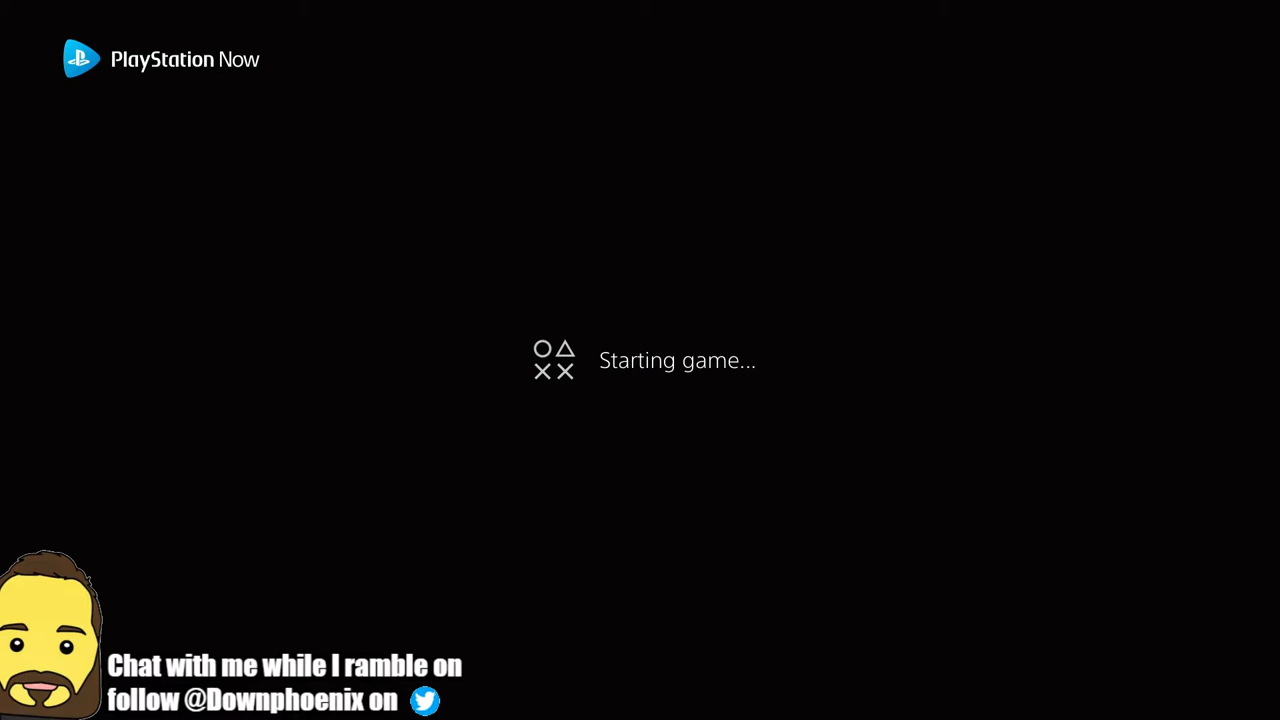 PlayStation Now
Starting game...
Chat with me while I ramble on
follow @Downphoenix on